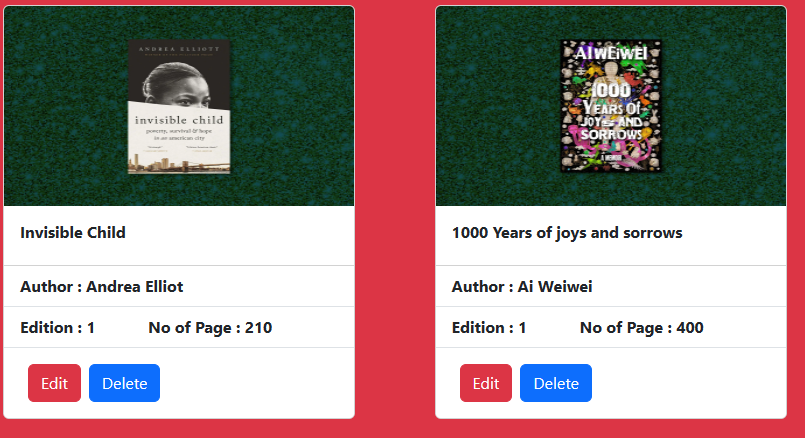 ANDREA ELLIOTT
invisible child
poverty, survival & hope
in an american city
Invisible Child
Author : Andrea Elliot
Edition : 1 No of Page : 210
Edit Delete
AIWEIWEI
1000
YEARS OF
JOYS AND
SORROWS
A MEMOIR
1000 Years of joys and sorrows
Author : Ai Weiwei
Edition : 1 No of Page : 400
Edit Delete